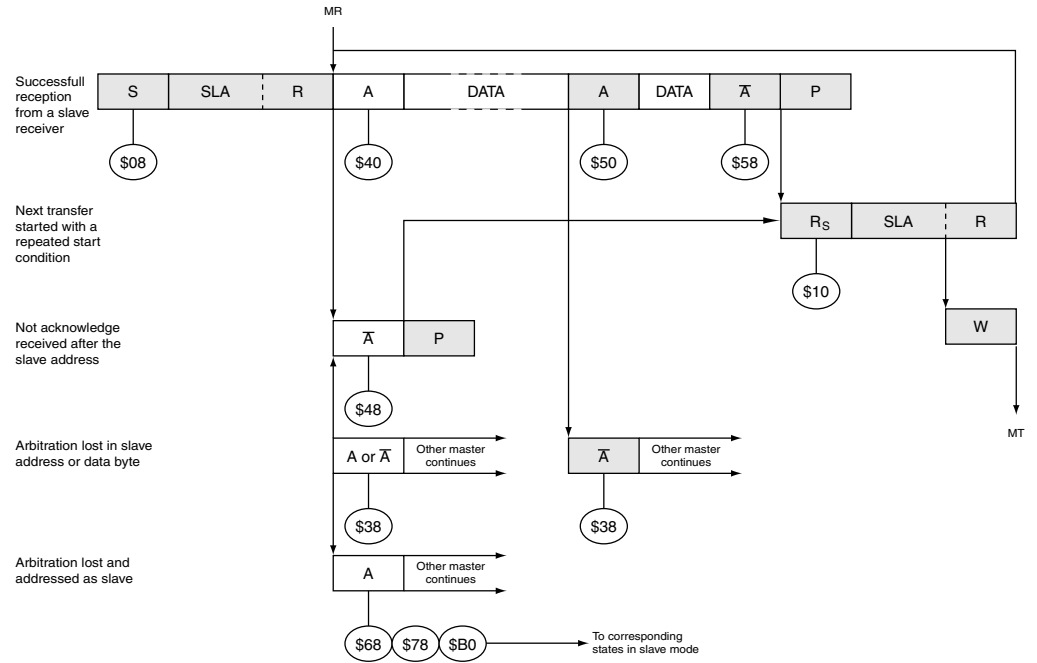 MR
Successfull
reception
from a slave
receiver
S SLA R A DATA A DATA A̅ P
$08 $40 $50 $58
Next transfer
started with a
repeated start
condition
RS SLA R
$10
Not acknowledge
received after the
slave address
A̅ P
W
$48
MT
Arbitration lost in slave
address or data byte
A or A̅
Other master
continues
A̅
Other master
continues
$38 $38
Arbitration lost and
addressed as slave
A
Other master
continues
$68 $78 $B0
To corresponding
states in slave mode